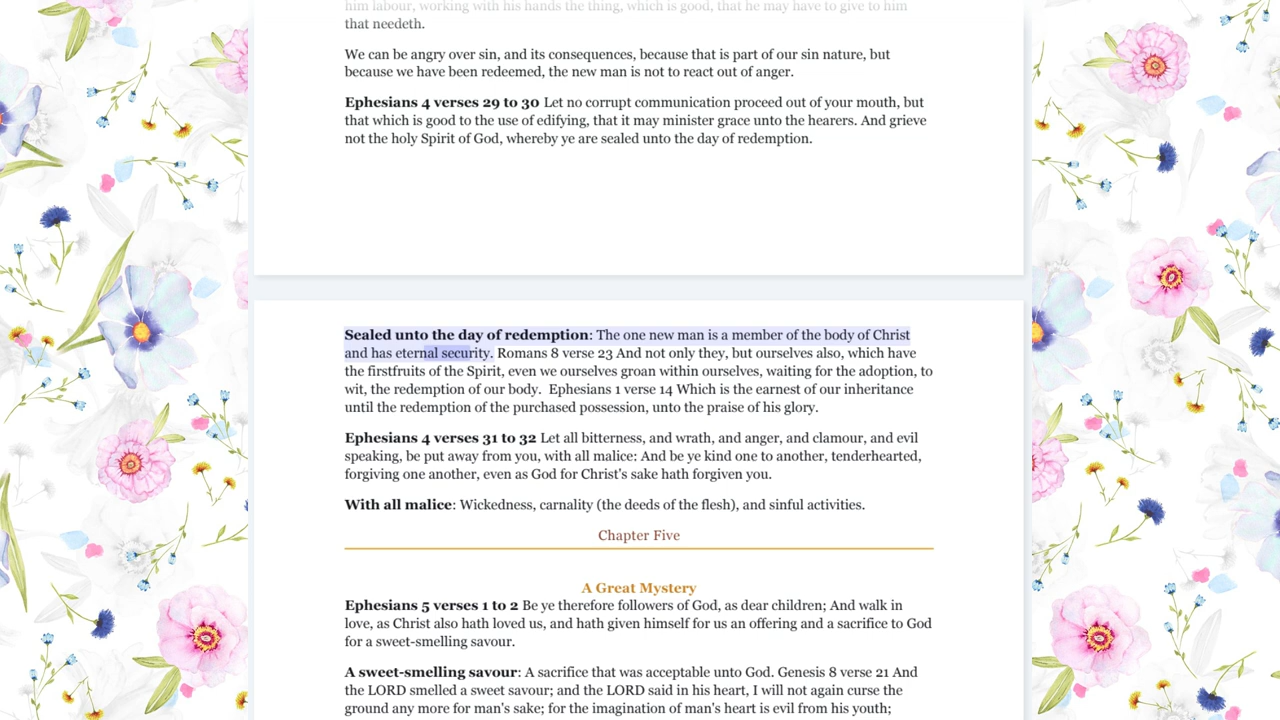 him labour, working with his hands the thing, which is good, that he may have to give to him
that needeth.
We can be angry over sin, and its consequences, because that is part of our sin nature, but
because we have been redeemed, the new man is not to react out of anger.
Ephesians 4 verses 29 to 30 Let no corrupt communication proceed out of your mouth, but
that which is good to the use of edifying, that it may minister grace unto the hearers. And grieve
not the holy Spirit of God, whereby ye are sealed unto the day of redemption.
Sealed unto the day of redemption: The one new man is a member of the body of Christ
and has eternal security. Romans 8 verse 23 And not only they, but ourselves also, which have
the firstfruits of the Spirit, even we ourselves groan within ourselves, waiting for the adoption, to
wit, the redemption of our body.  Ephesians 1 verse 14 Which is the earnest of our inheritance
until the redemption of the purchased possession, unto the praise of his glory.
Ephesians 4 verses 31 to 32 Let all bitterness, and wrath, and anger, and clamour, and evil
speaking, be put away from you, with all malice: And be ye kind one to another, tenderhearted,
forgiving one another, even as God for Christ's sake hath forgiven you.
With all malice: Wickedness, carnality (the deeds of the flesh), and sinful activities.
Chapter Five
A Great Mystery
Ephesians 5 verses 1 to 2 Be ye therefore followers of God, as dear children; And walk in
love, as Christ also hath loved us, and hath given himself for us an offering and a sacrifice to God
for a sweet-smelling savour.
A sweet-smelling savour: A sacrifice that was acceptable unto God. Genesis 8 verse 21 And
the LORD smelled a sweet savour; and the LORD said in his heart, I will not again curse the
ground any more for man's sake; for the imagination of man's heart is evil from his youth;